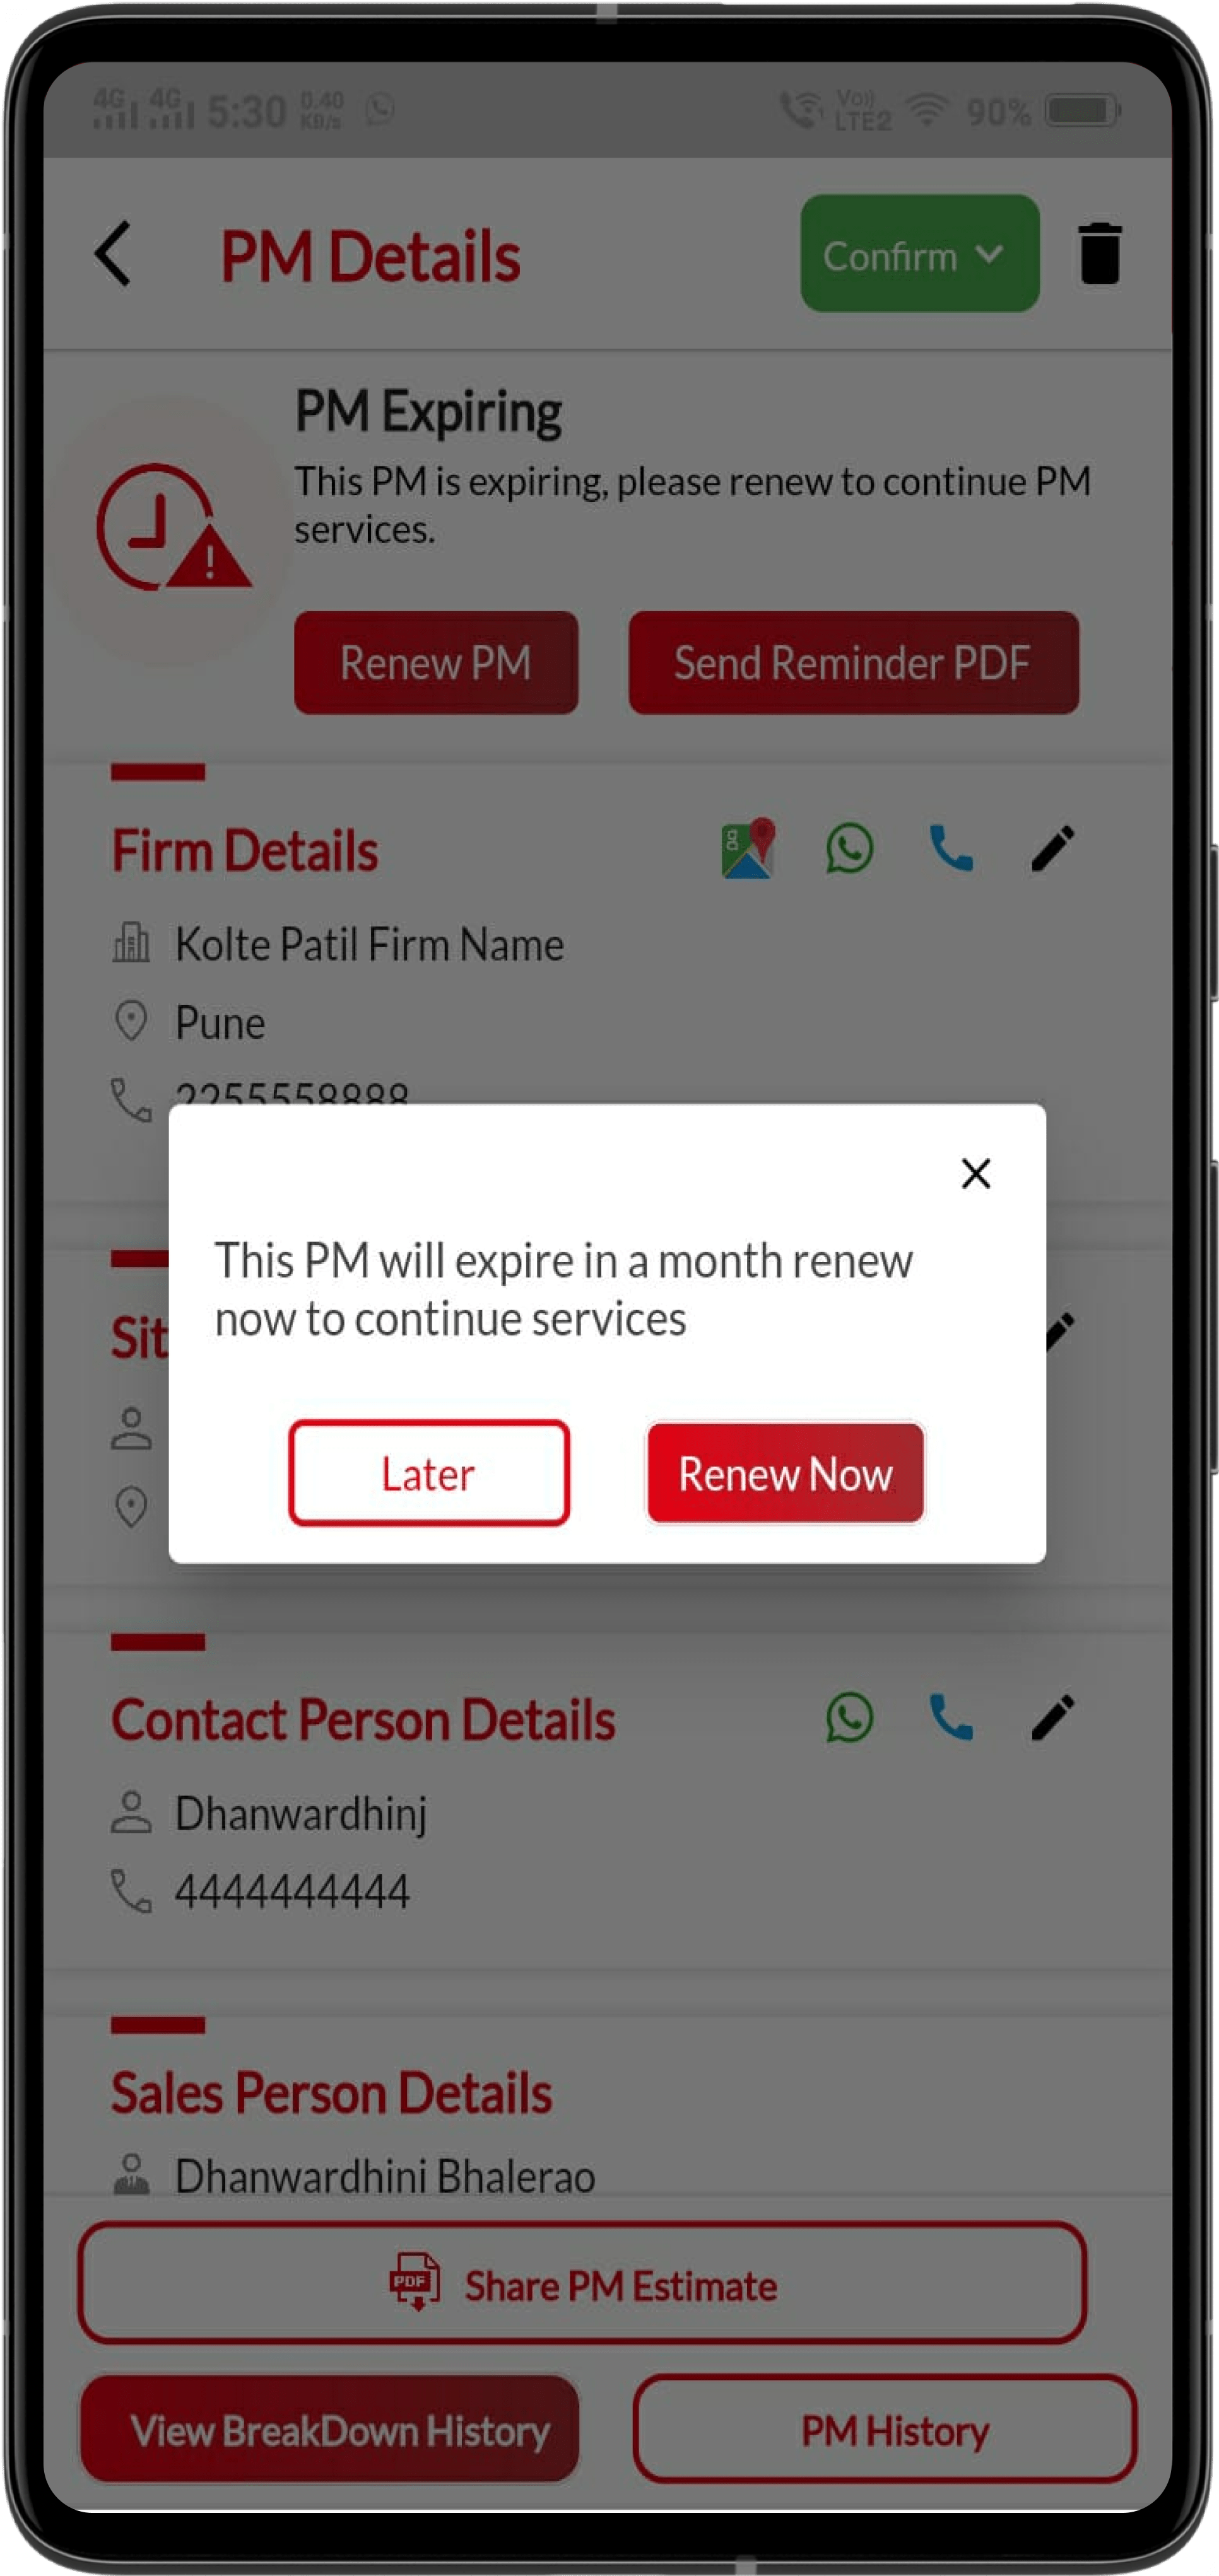 4G 4G 5:30 0.40 KB/s Vo)) LTE2 90%
PM Details
Confirm
PM Expiring
This PM is expiring, please renew to continue PM
services.
Renew PM
Send Reminder PDF
Firm Details
Kolte Patil Firm Name
Pune
2255558888
This PM will expire in a month renew
now to continue services
Sit
Later
Renew Now
Contact Person Details
Dhanwardhinj
4444444444
Sales Person Details
Dhanwardhini Bhalerao
PDF
Share PM Estimate
View BreakDown History
PM History